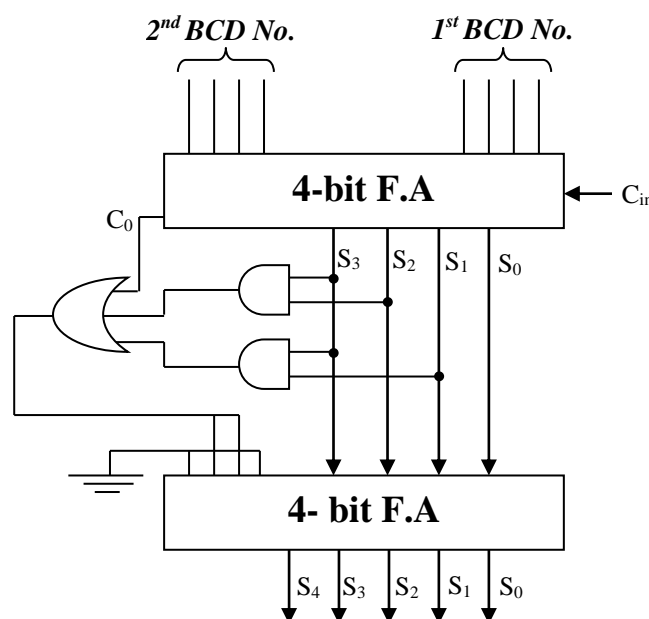 2nd BCD No.
1st BCD No.
4-bit F.A
Cin
C0
S3
S2
S1
S0
4- bit F.A
S4
S3
S2
S1
S0